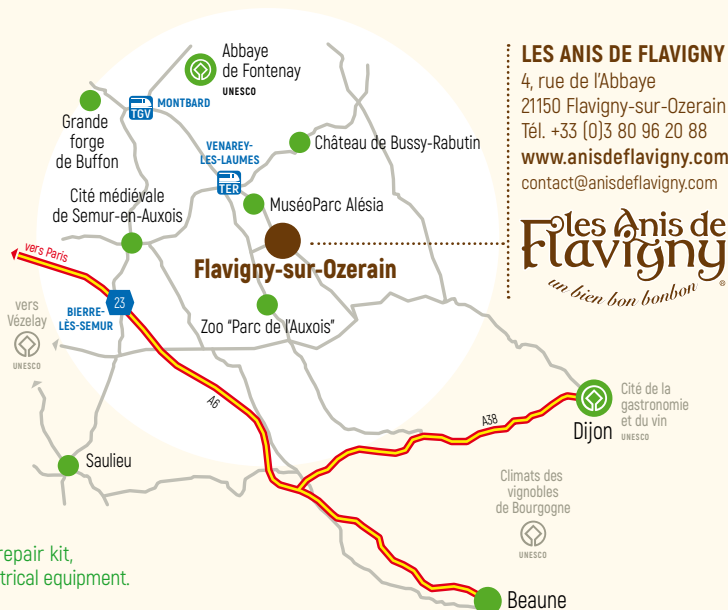 Abbaye
de Fontenay
UNESCO
MONTBARD
TGV
Grande
forge
de Buffon
VENAREY-
LES-LAUMES
TER
Château de Bussy-Rabutin
Cité médiévale
de Semur-en-Auxois
MuséoParc Alésia
Flavigny-sur-Ozerain
vers Paris
23
BIERRE-
LÈS-SEMUR
vers
Vézelay
UNESCO
Zoo "Parc de l'Auxois"
A6
A38
Cité de la
gastronomie
et du vin
UNESCO
Dijon
Saulieu
Climats des
vignobles
de Bourgogne
UNESCO
Beaune
repair kit,
trical equipment.
LES ANIS DE FLAVIGNY
4, rue de l'Abbaye
21150 Flavigny-sur-Ozerain
Tél. +33 (0)3 80 96 20 88
www.anisdeflavigny.com
contact@anisdeflavigny.com
les Anis de
Flavigny
®
un bien bon bonbon